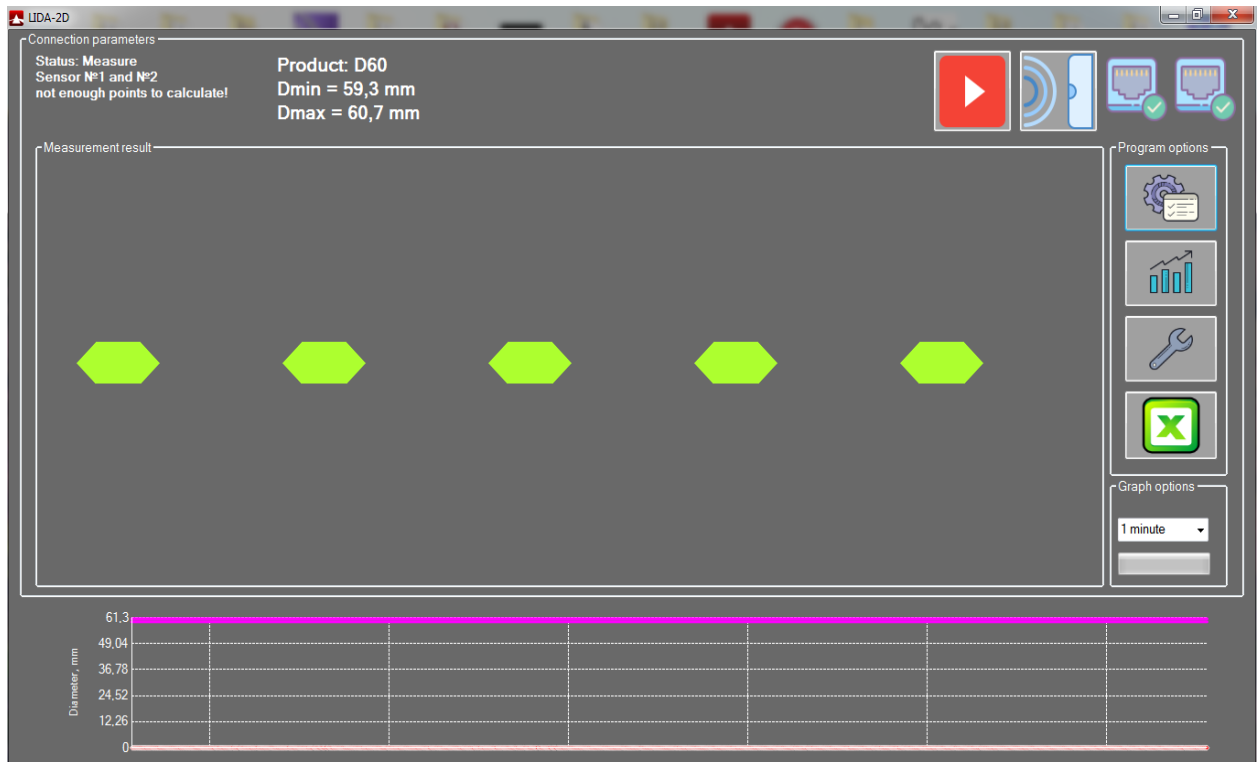 LIDA-2D
Connection parameters
Status: Measure
Sensor №1 and №2
not enough points to calculate!
Product: D60
Dmin = 59,3 mm
Dmax = 60,7 mm
Measurement result
Program options
Graph options
1 minute
61,3
49,04
36,78
24,52
12,26
0
Diameter, mm